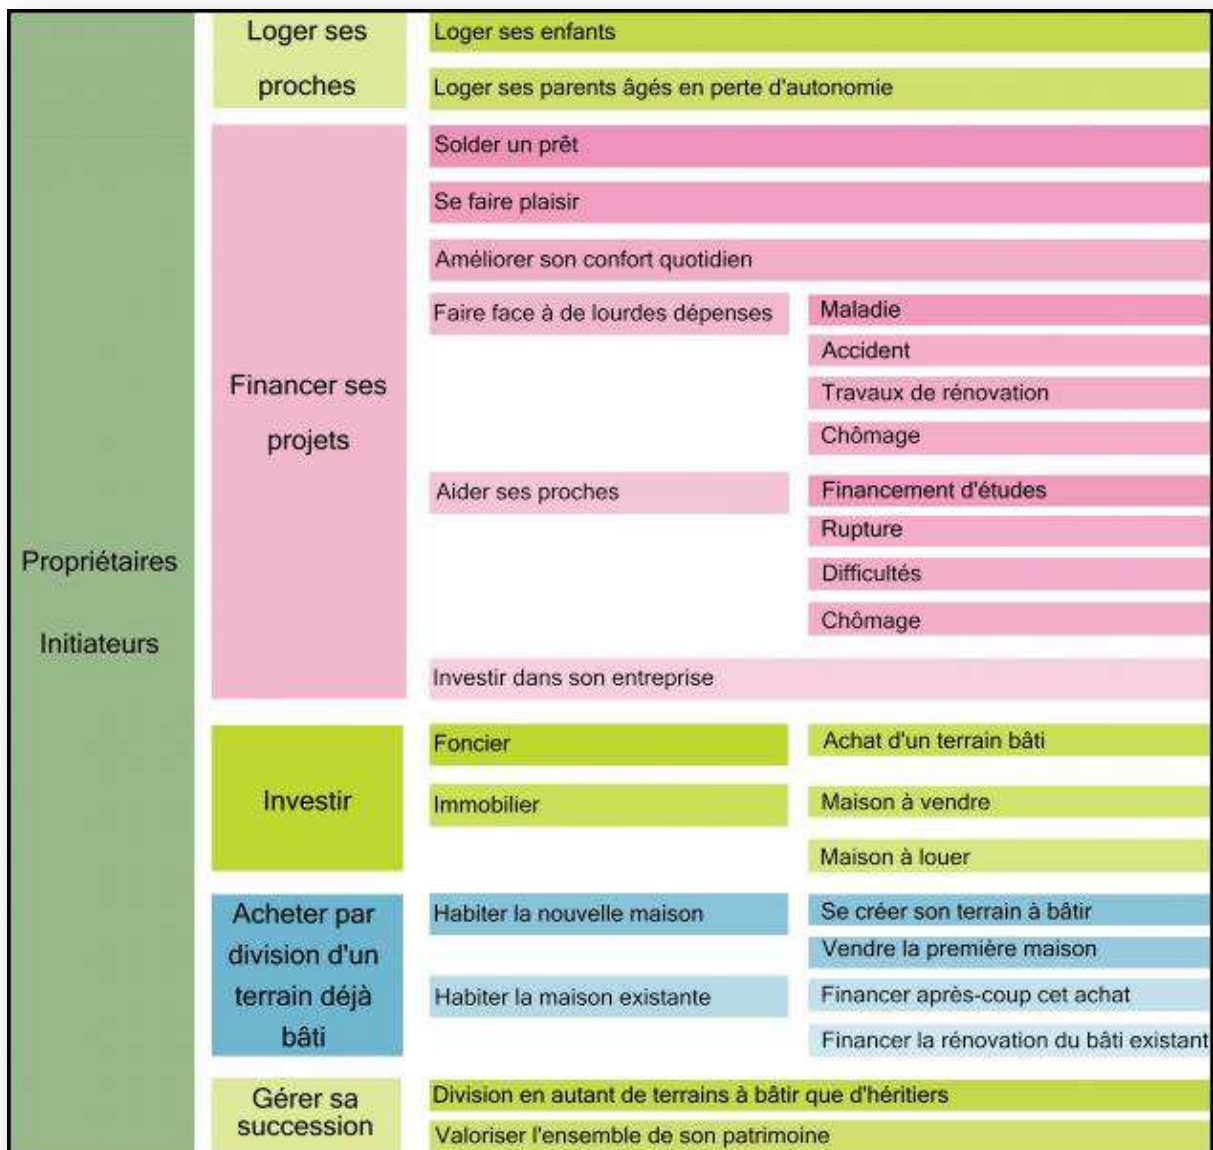 Propriétaires
Initiateurs
Loger ses
proches
Loger ses enfants
Loger ses parents âgés en perte d'autonomie
Financer ses
projets
Solder un prêt
Se faire plaisir
Améliorer son confort quotidien
Faire face à de lourdes dépenses
Maladie
Accident
Travaux de rénovation
Chômage
Aider ses proches
Financement d'études
Rupture
Difficultés
Chômage
Investir dans son entreprise
Investir
Foncier
Achat d'un terrain bâti
Immobilier
Maison à vendre
Maison à louer
Acheter par
division d'un
terrain déjà
bâti
Habiter la nouvelle maison
Se créer son terrain à bâtir
Vendre la première maison
Habiter la maison existante
Financer après-coup cet achat
Financer la rénovation du bâti existant
Gérer sa
succession
Division en autant de terrains à bâtir que d'héritiers
Valoriser l'ensemble de son patrimoine